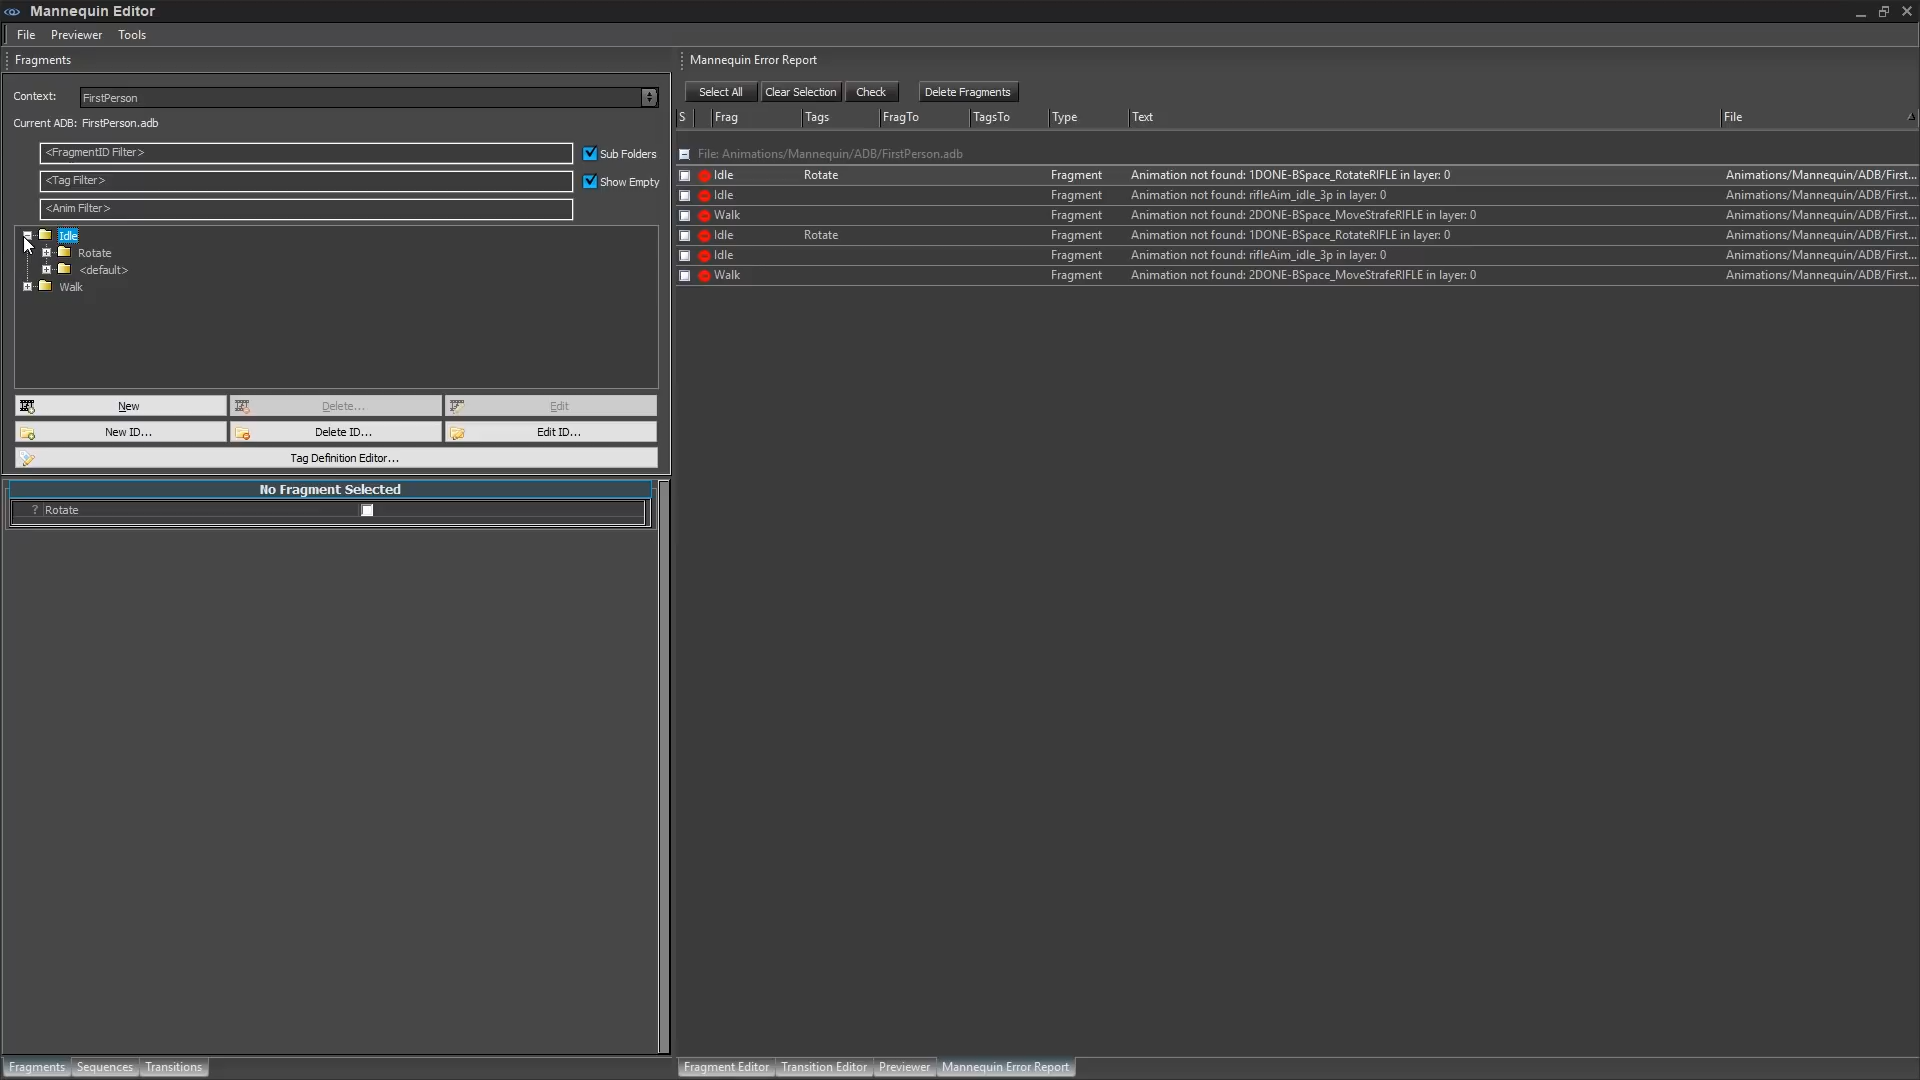 Mannequin Editor
File Previewer Tools
Fragments
Context: FirstPerson
Current ADB: FirstPerson.adb
<FragmentID Filter> Sub Folders
<Tag Filter> Show Empty
<Anim Filter>
Idle
Rotate
<default>
Walk
New Delete... Edit
New ID... Delete ID... Edit ID...
Tag Definition Editor...
No Fragment Selected
? Rotate
Fragments Sequences Transitions
Mannequin Error Report
Select All Clear Selection Check Delete Fragments
S Frag Tags FragTo TagsTo Type Text File
File: Animations/Mannequin/ADB/FirstPerson.adb
Idle Rotate Fragment Animation not found: 1DONE-BSpace_RotateRIFLE in layer: 0 Animations/Mannequin/ADB/First...
Idle Fragment Animation not found: rifleAim_idle_3p in layer: 0 Animations/Mannequin/ADB/First...
Walk Fragment Animation not found: 2DONE-BSpace_MoveStrafeRIFLE in layer: 0 Animations/Mannequin/ADB/First...
Idle Rotate Fragment Animation not found: 1DONE-BSpace_RotateRIFLE in layer: 0 Animations/Mannequin/ADB/First...
Idle Fragment Animation not found: rifleAim_idle_3p in layer: 0 Animations/Mannequin/ADB/First...
Walk Fragment Animation not found: 2DONE-BSpace_MoveStrafeRIFLE in layer: 0 Animations/Mannequin/ADB/First...
Fragment Editor Transition Editor Previewer Mannequin Error Report